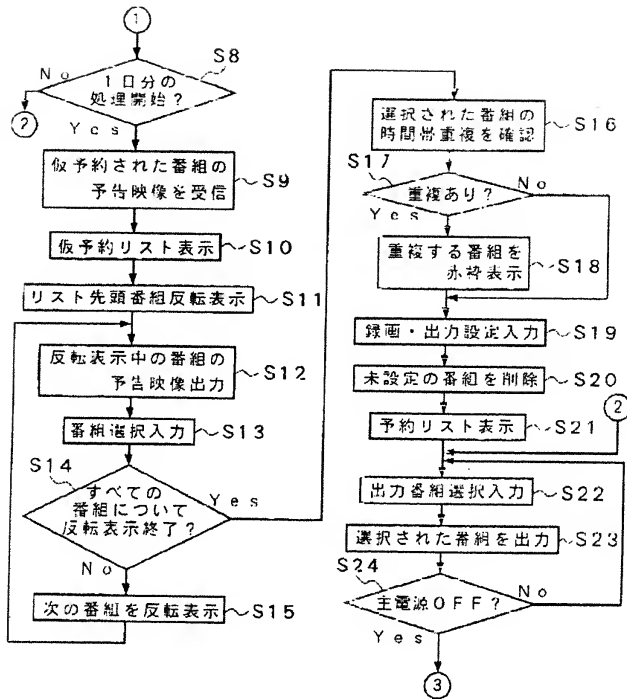 ①
S8
No
1日分の
処理開始？
②
Yes
仮予約された番組の
予告映像を受信
S9
仮予約リスト表示
S10
リスト先頭番組反転表示
S11
反転表示中の番組の
予告映像出力
S12
番組選択入力
S13
S14
すべての
番組について
反転表示終了？
Yes
No
次の番組を反転表示
S15
選択された番組の
時間帯重複を確認
S16
S17
重複あり？
No
Yes
重複する番組を
赤枠表示
S18
録画・出力設定入力
S19
未設定の番組を削除
S20
②
予約リスト表示
S21
出力番組選択入力
S22
選択された番組を出力
S23
S24
主電源OFF？
No
Yes
③